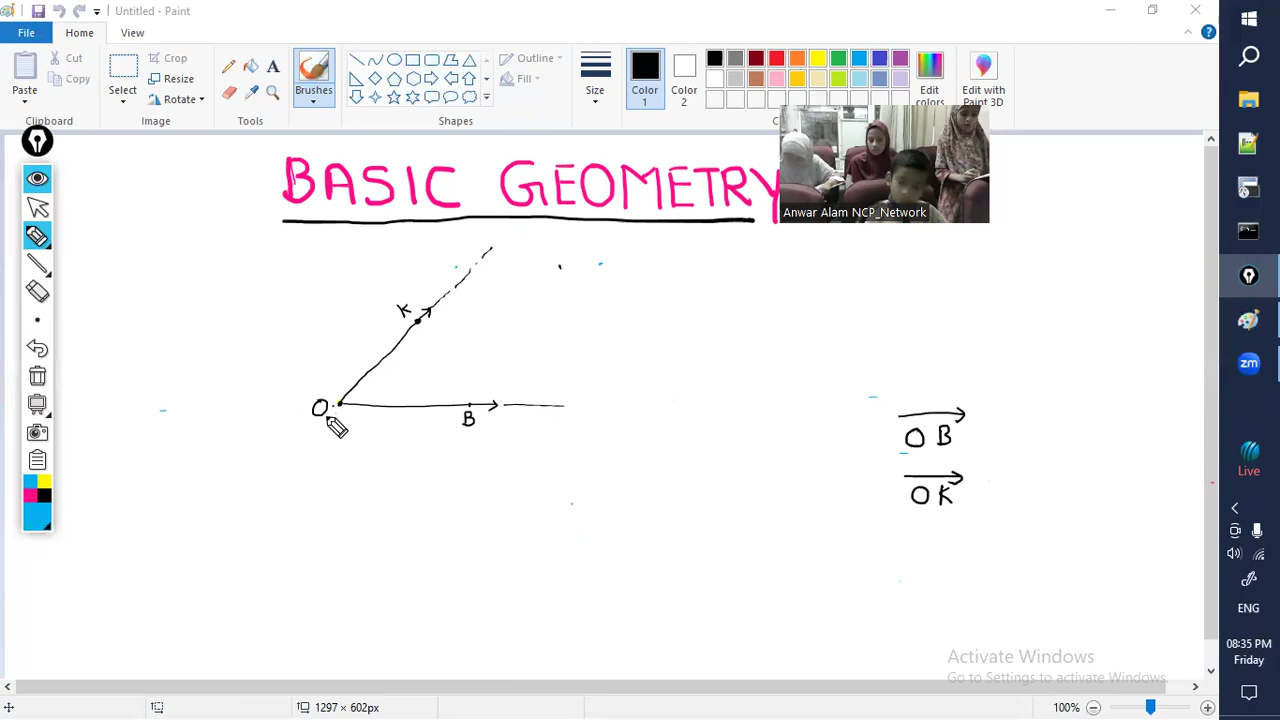 Untitled - Paint
File Home View
Paste
Cut
Copy
Clipboard
Select
Crop
Resize
Rotate
Image
Tools
Brushes
Shapes
Outline
Fill
Size
Color 1
Color 2
Edit colors
Edit with Paint 3D
BASIC GEOMETRY
Anwar Alam NCP_Network
K
O
B
O B
O K
zm
Live
ENG
08:35 PM
Friday
Activate Windows
Go to Settings to activate Windows.
1297 × 602px
100%